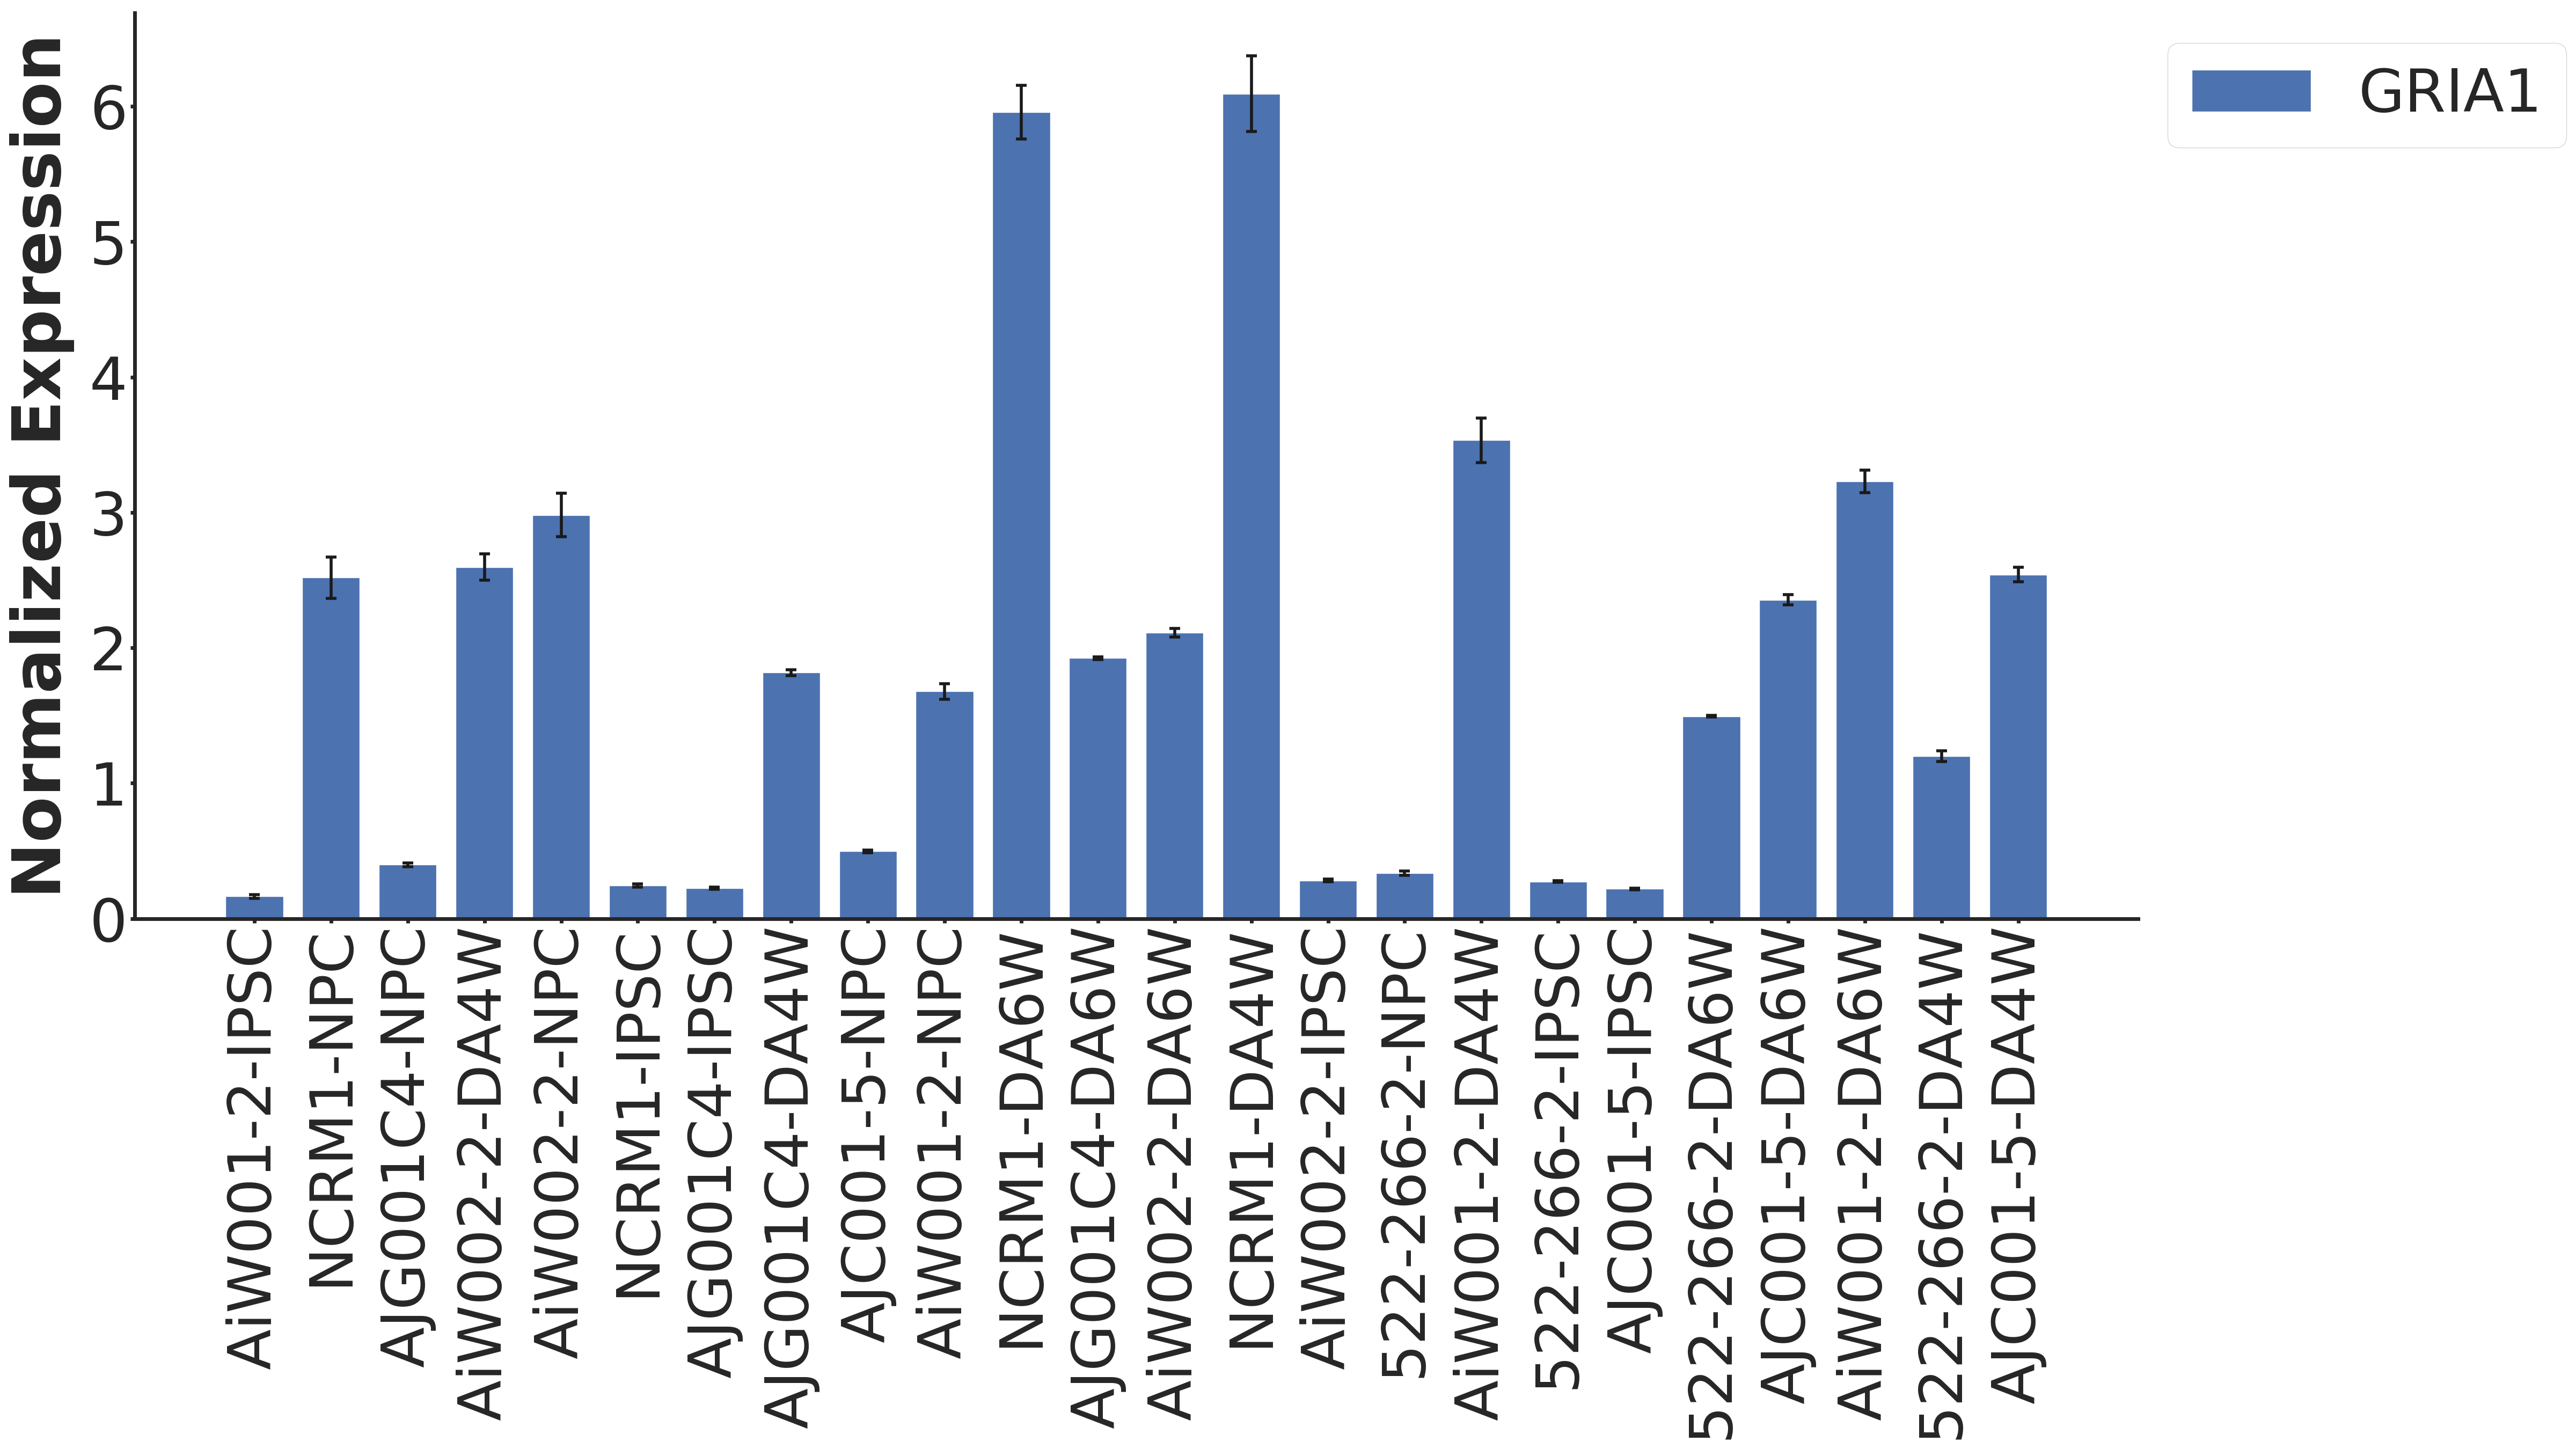 Normalized Expression
6
5
4
3
2
1
0
AiW001-2-IPSC
NCRM1-NPC
AJG001C4-NPC
AiW002-2-DA4W
AiW002-2-NPC
NCRM1-IPSC
AJG001C4-IPSC
AJG001C4-DA4W
AJC001-5-NPC
AiW001-2-NPC
NCRM1-DA6W
AJG001C4-DA6W
AiW002-2-DA6W
NCRM1-DA4W
AiW002-2-IPSC
522-266-2-NPC
AiW001-2-DA4W
522-266-2-IPSC
AJC001-5-IPSC
522-266-2-DA6W
AJC001-5-DA6W
AiW001-2-DA6W
522-266-2-DA4W
AJC001-5-DA4W
GRIA1